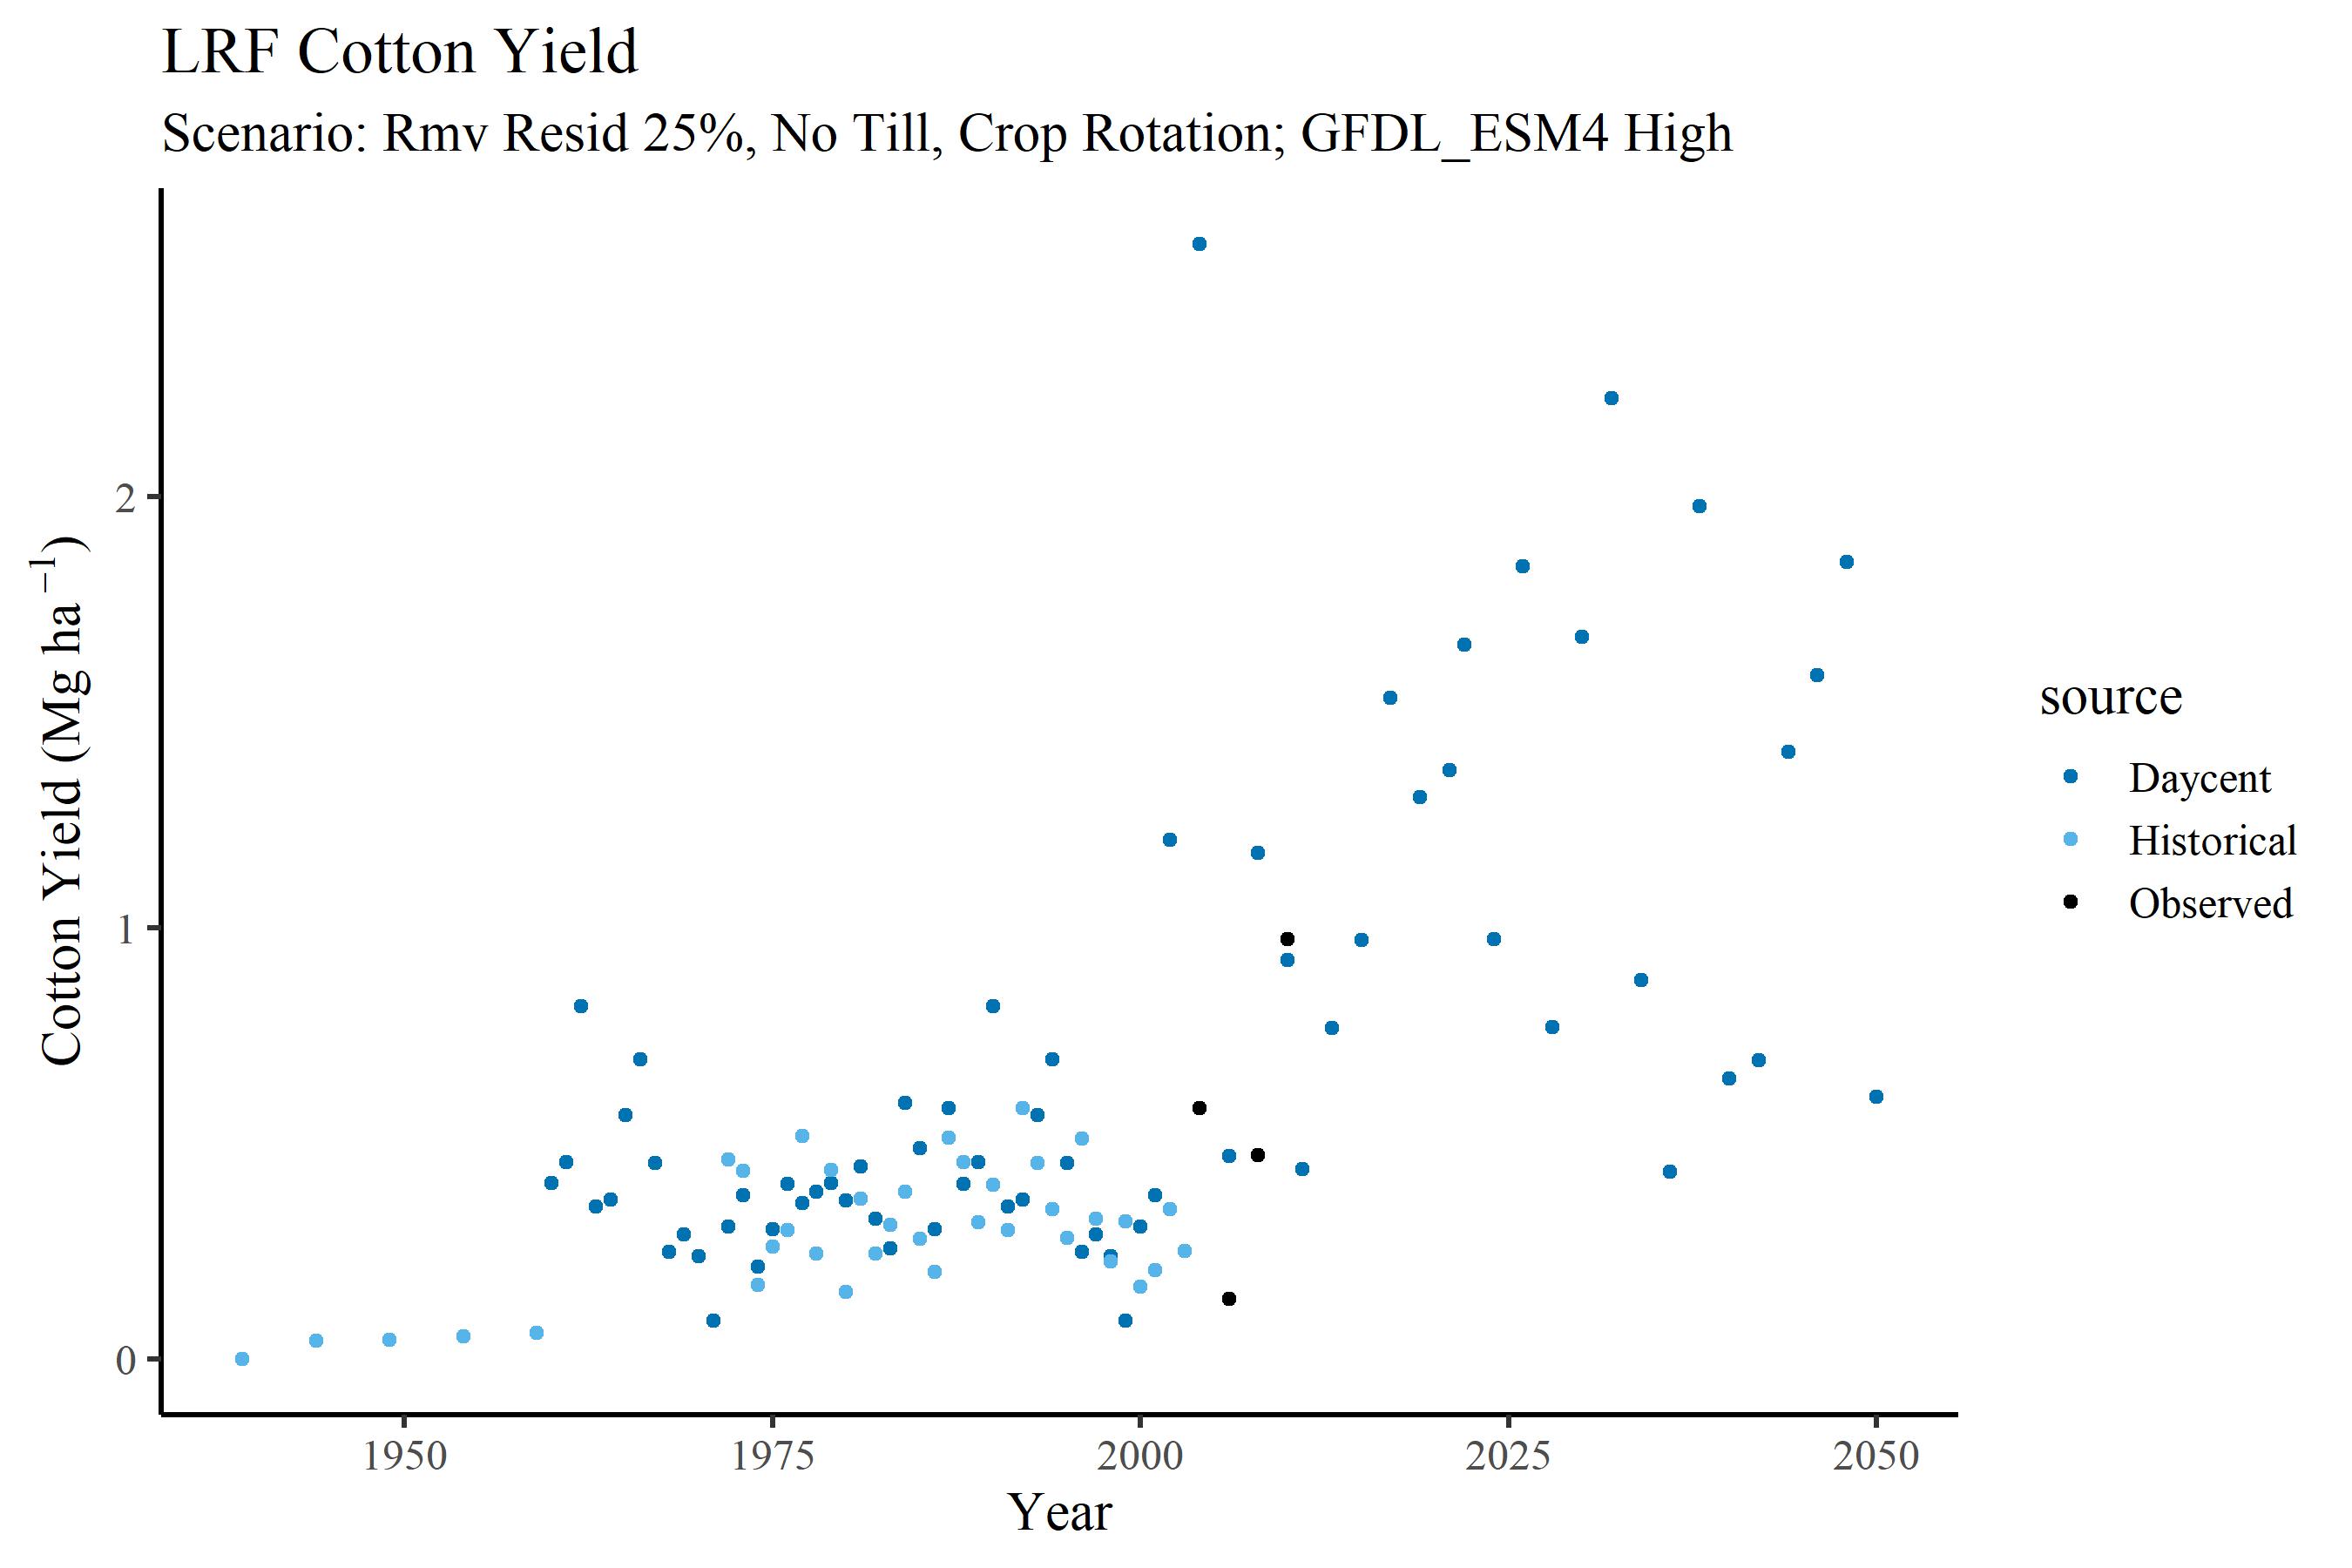 LRF Cotton Yield
Scenario: Rmv Resid 25%, No Till, Crop Rotation; GFDL_ESM4 High
Cotton Yield (Mg ha⁻¹)
2
1
0
1950 1975 2000 2025 2050
Year
source
Daycent
Historical
Observed